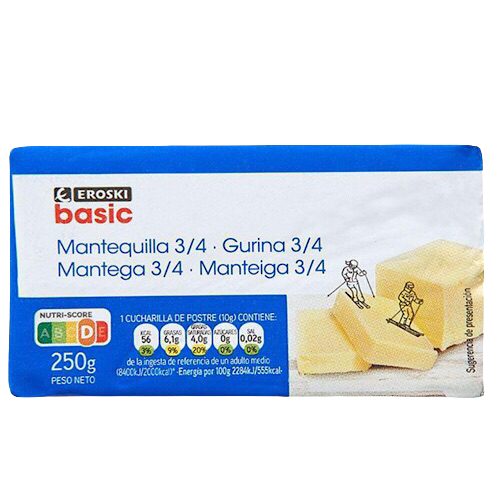 EROSKI
basic
Mantequilla 3/4 · Gurina 3/4
Mantega 3/4 · Manteiga 3/4
NUTRI-SCORE
A B C D E
250g
PESO NETO
1 CUCHARILLA DE POSTRE (10g) CONTIENE:
KCAL GRASAS GRASAS SATURADAS AZÚCARES SAL
56 6,1g 4,0g 0g 0,02g
3% 9% 20% 0% 0%
de la ingesta de referencia de un adulto medio
(8400kJ/2000kcal)* ·Energía por 100g 2284kJ/555kcal·
Sugerencia de presentación